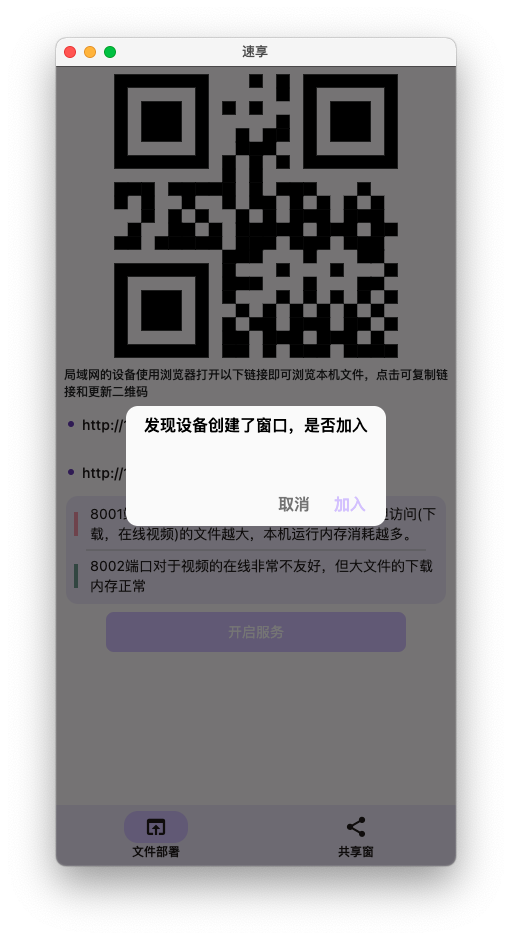 速享
局域网的设备使用浏览器打开以下链接即可浏览本机文件，点击可复制链
接和更新二维码
发现设备创建了窗口，是否加入
http://
http://
取消 加入
8001
访问(下
载，在线视频)的文件越大，本机运行内存消耗越多。
8002端口对于视频的在线非常不友好，但大文件的下载
内存正常
开启服务
文件部署
共享窗